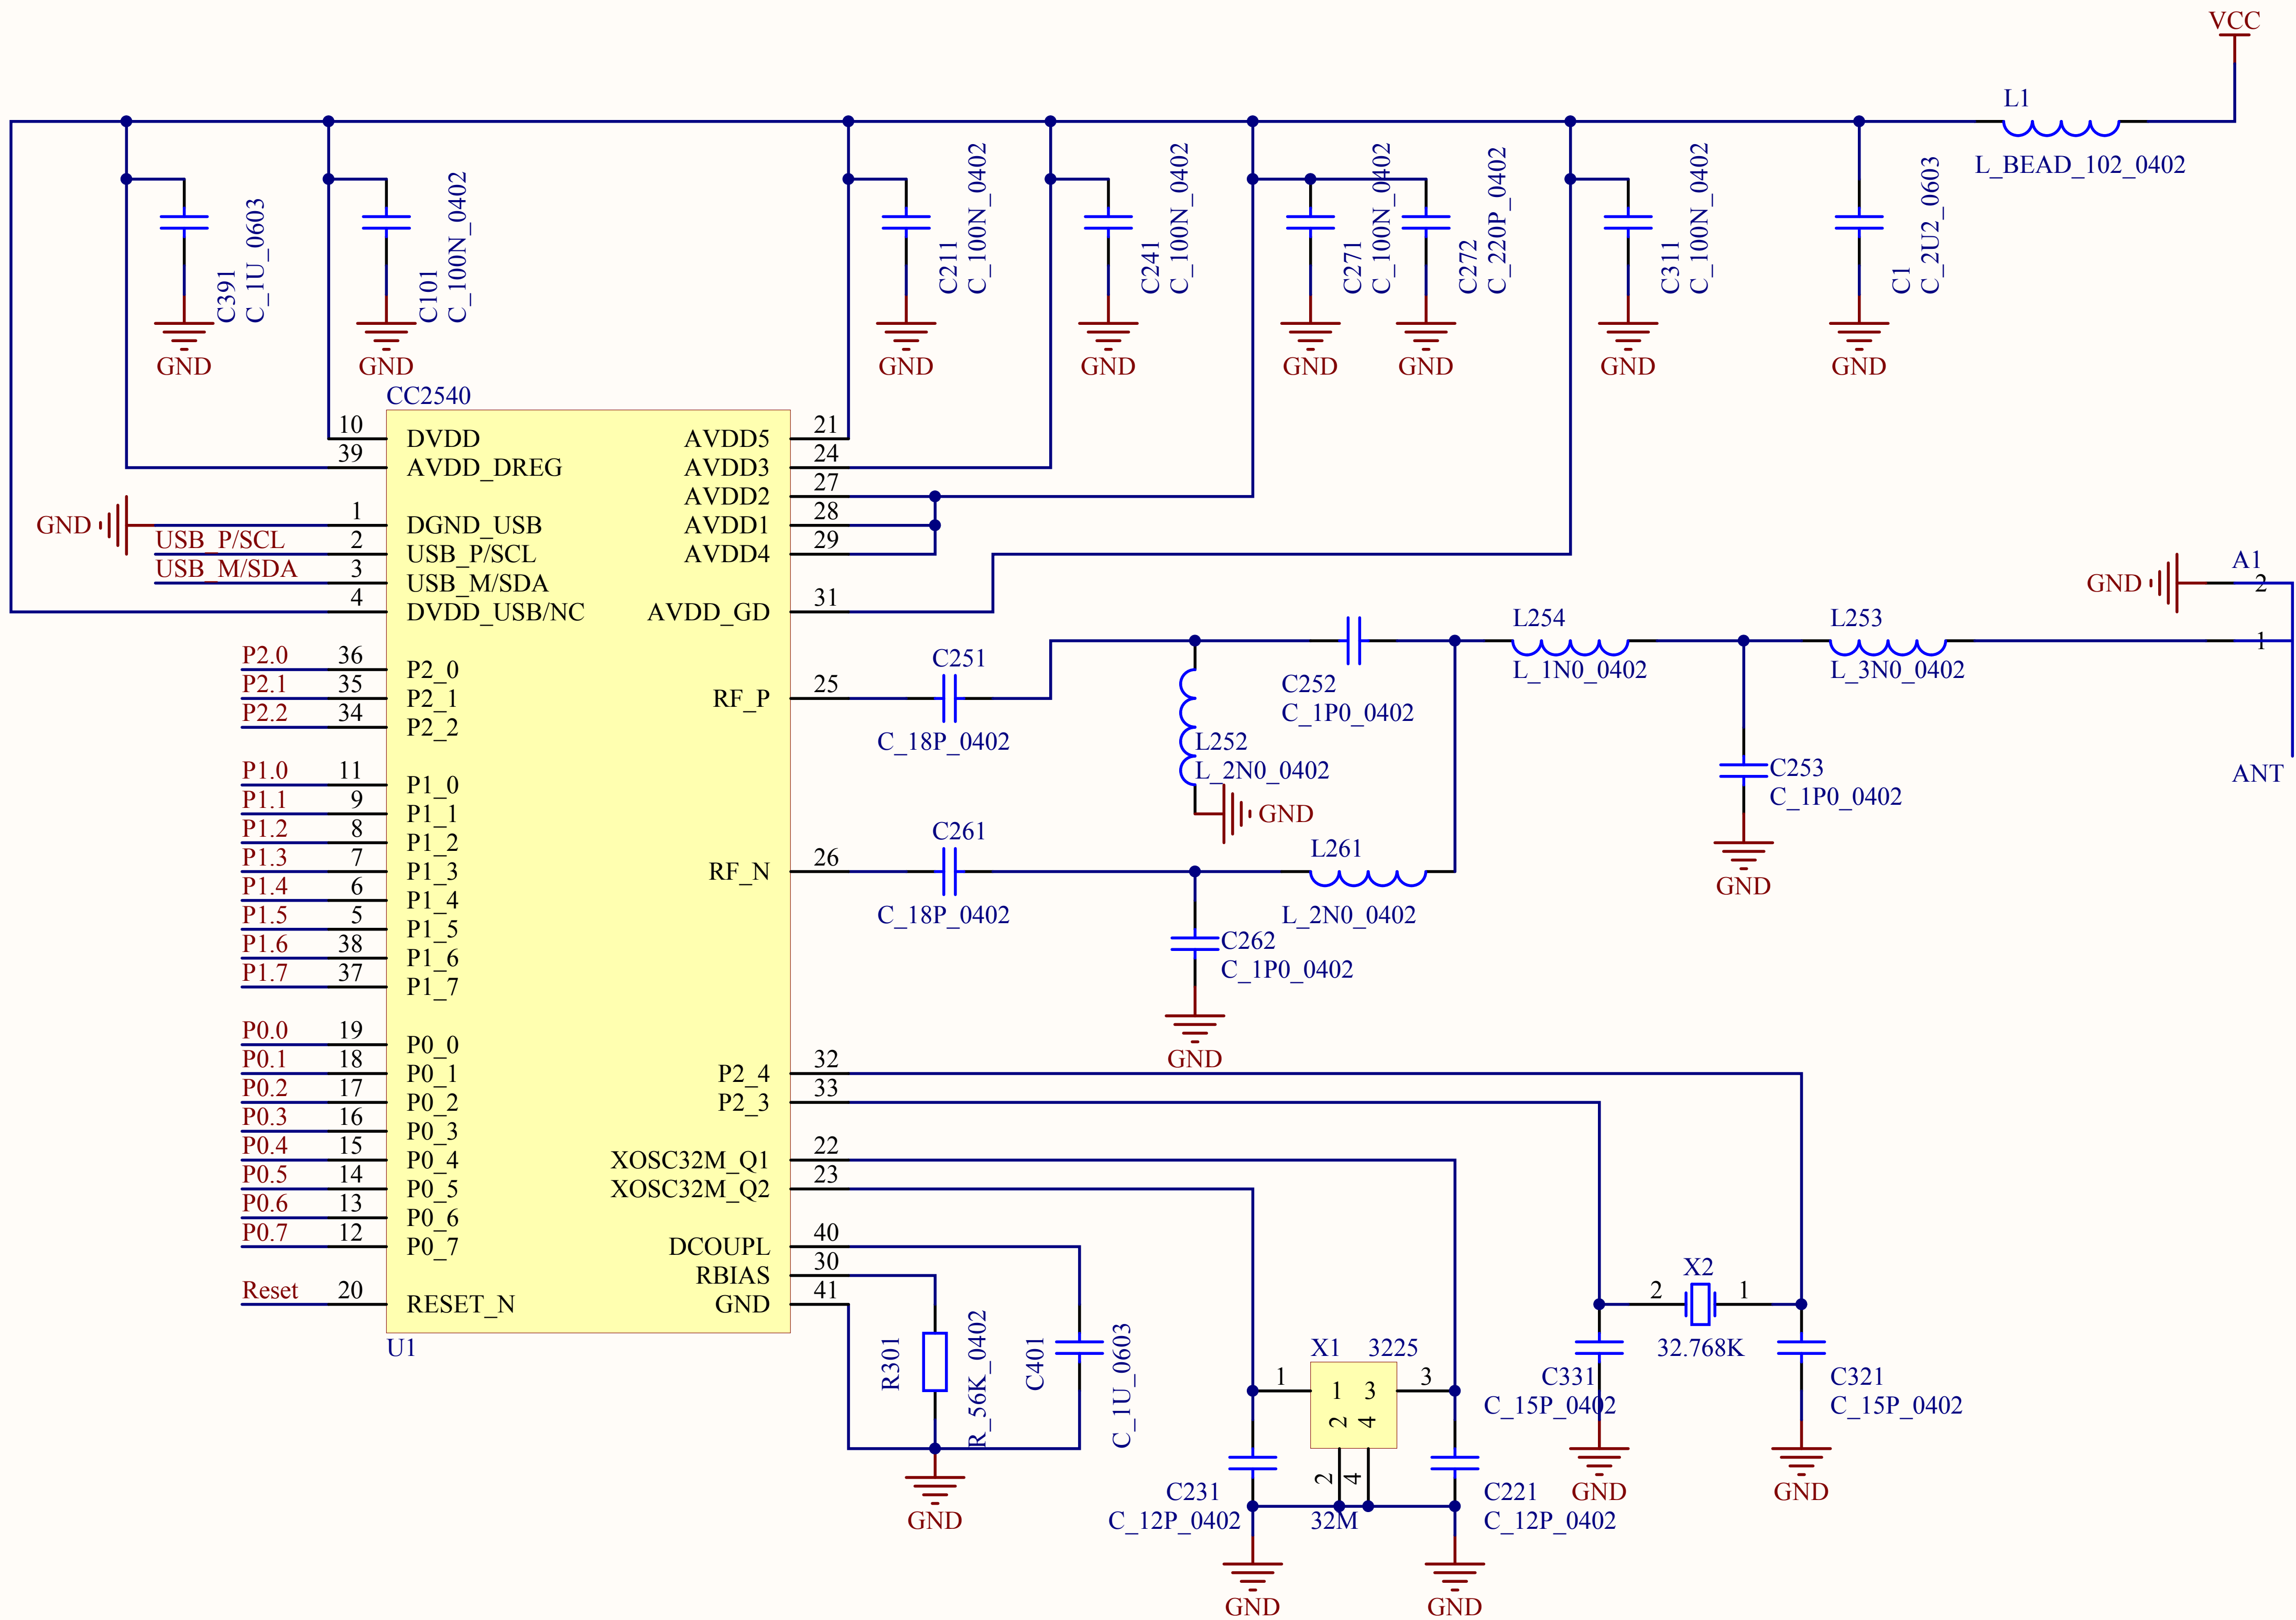 VCC
L1
L_BEAD_102_0402
C391
C_1U_0603
GND
C101
C_100N_0402
GND
C211
C_100N_0402
GND
C241
C_100N_0402
GND
C271
C_100N_0402
GND
C272
C_220P_0402
GND
C311
C_100N_0402
GND
C1
C_2U2_0603
GND
CC2540
10 DVDD
39 AVDD_DREG
GND 1 DGND_USB
USB_P/SCL 2 USB_P/SCL
USB_M/SDA 3 USB_M/SDA
4 DVDD_USB/NC
P2.0 36 P2_0
P2.1 35 P2_1
P2.2 34 P2_2
P1.0 11 P1_0
P1.1 9 P1_1
P1.2 8 P1_2
P1.3 7 P1_3
P1.4 6 P1_4
P1.5 5 P1_5
P1.6 38 P1_6
P1.7 37 P1_7
P0.0 19 P0_0
P0.1 18 P0_1
P0.2 17 P0_2
P0.3 16 P0_3
P0.4 15 P0_4
P0.5 14 P0_5
P0.6 13 P0_6
P0.7 12 P0_7
Reset 20 RESET_N
U1
AVDD5 21
AVDD3 24
AVDD2 27
AVDD1 28
AVDD4 29
AVDD_GD 31
RF_P 25
RF_N 26
P2_4 32
P2_3 33
XOSC32M_Q1 22
XOSC32M_Q2 23
DCOUPL 40
RBIAS 30
GND 41
C251
C_18P_0402
C252
C_1P0_0402
L252
L_2N0_0402
GND
C261
C_18P_0402
L261
L_2N0_0402
C262
C_1P0_0402
GND
L254
L_1N0_0402
L253
L_3N0_0402
C253
C_1P0_0402
GND
A1
GND 2
1
ANT
R301
R_56K_0402
C401
C_1U_0603
GND
X1 3225
1 1 3 3
2 4
2 4
32M
C231
C_12P_0402
GND
C221
C_12P_0402
GND
X2
2 1
32.768K
C331
C_15P_0402
GND
C321
C_15P_0402
GND